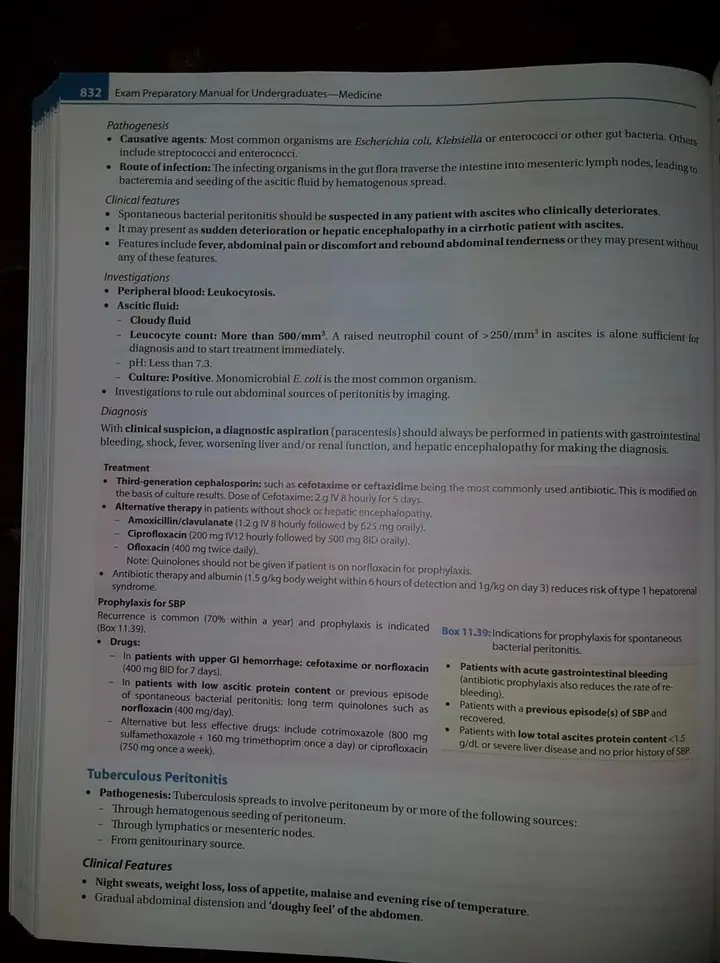 832 Exam Preparatory Manual for Undergraduates—Medicine
Pathogenesis
• Causative agents: Most common organisms are Escherichia coli, Klebsiella or enterococci or other gut bacteria. Others
include streptococci and enterococci.
• Route of infection: The infecting organisms in the gut flora traverse the intestine into mesenteric lymph nodes, leading to
bacteremia and seeding of the ascitic fluid by hematogenous spread.
Clinical features
• Spontaneous bacterial peritonitis should be suspected in any patient with ascites who clinically deteriorates.
• It may present as sudden deterioration or hepatic encephalopathy in a cirrhotic patient with ascites.
• Features include fever, abdominal pain or discomfort and rebound abdominal tenderness or they may present without
any of these features.
Investigations
• Peripheral blood: Leukocytosis.
• Ascitic fluid:
– Cloudy fluid
– Leucocyte count: More than 500/mm³. A raised neutrophil count of >250/mm³ in ascites is alone sufficient for
diagnosis and to start treatment immediately.
– pH: Less than 7.3.
– Culture: Positive. Monomicrobial E. coli is the most common organism.
• Investigations to rule out abdominal sources of peritonitis by imaging.
Diagnosis
With clinical suspicion, a diagnostic aspiration (paracentesis) should always be performed in patients with gastrointestinal
bleeding, shock, fever, worsening liver and/or renal function, and hepatic encephalopathy for making the diagnosis.
Treatment
• Third-generation cephalosporin: such as cefotaxime or ceftazidime being the most commonly used antibiotic. This is modified on
the basis of culture results. Dose of Cefotaxime: 2 g IV 8 hourly for 5 days.
• Alternative therapy in patients without shock or hepatic encephalopathy.
– Amoxicillin/clavulanate (1.2 g IV 8 hourly followed by 625 mg orally).
– Ciprofloxacin (200 mg IV12 hourly followed by 500 mg BID orally).
– Ofloxacin (400 mg twice daily).
Note: Quinolones should not be given if patient is on norfloxacin for prophylaxis.
• Antibiotic therapy and albumin (1.5 g/kg body weight within 6 hours of detection and 1g/kg on day 3) reduces risk of type 1 hepatorenal
syndrome.
Prophylaxis for SBP
Recurrence is common (70% within a year) and prophylaxis is indicated
(Box 11.39).
• Drugs:
– In patients with upper GI hemorrhage: cefotaxime or norfloxacin
(400 mg BID for 7 days).
– In patients with low ascitic protein content or previous episode
of spontaneous bacterial peritonitis: long term quinolones such as
norfloxacin (400 mg/day).
– Alternative but less effective drugs: include cotrimoxazole (800 mg
sulfamethoxazole + 160 mg trimethoprim once a day) or ciprofloxacin
(750 mg once a week).
Box 11.39: Indications for prophylaxis for spontaneous
bacterial peritonitis.
• Patients with acute gastrointestinal bleeding
(antibiotic prophylaxis also reduces the rate of re-
bleeding).
• Patients with a previous episode(s) of SBP and
recovered.
• Patients with low total ascites protein content <1.5
g/dL or severe liver disease and no prior history of SBP.
Tuberculous Peritonitis
• Pathogenesis: Tuberculosis spreads to involve peritoneum by or more of the following sources:
– Through hematogenous seeding of peritoneum.
– Through lymphatics or mesenteric nodes.
– From genitourinary source.
Clinical Features
• Night sweats, weight loss, loss of appetite, malaise and evening rise of temperature.
• Gradual abdominal distension and ‘doughy feel’ of the abdomen.